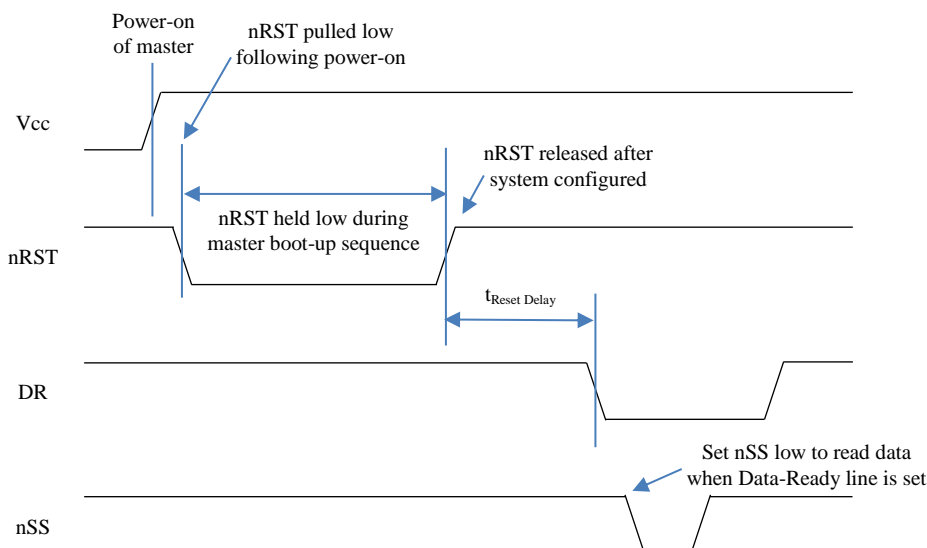 Power-on
of master
nRST pulled low
following power-on
Vcc
nRST released after
system configured
nRST held low during
master boot-up sequence
nRST
tReset Delay
DR
Set nSS low to read data
when Data-Ready line is set
nSS